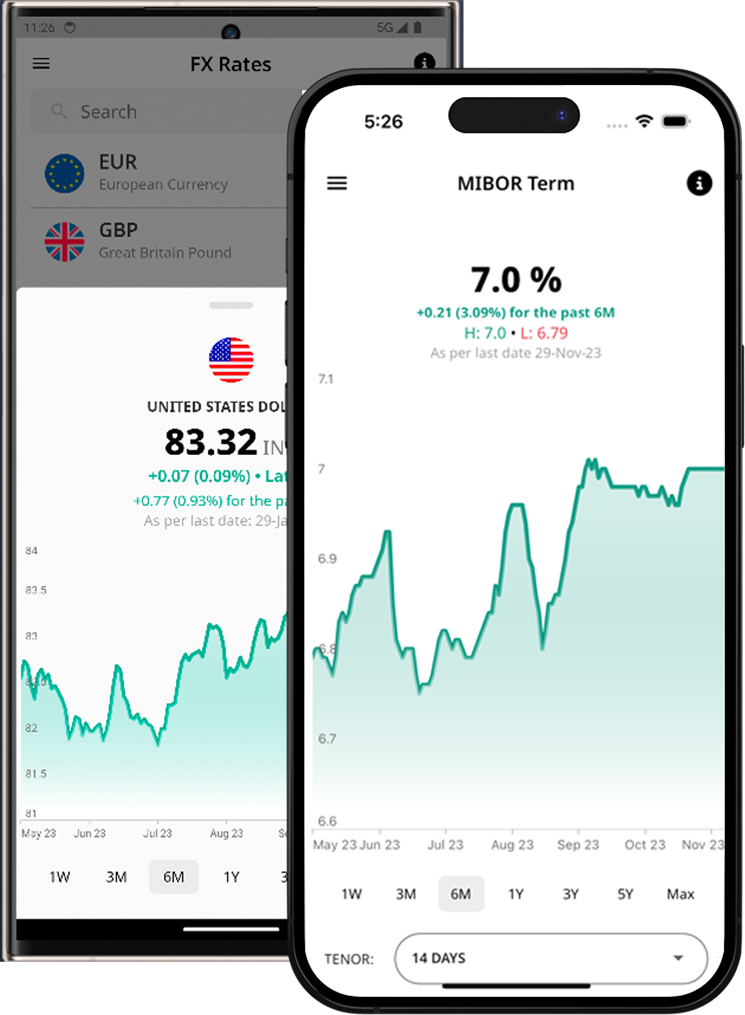 11:26
5G
FX Rates
Search
EUR
European Currency
GBP
Great Britain Pound
UNITED STATES DOL
83.32 IN
+0.07 (0.09%) • Lat
+0.77 (0.93%) for the pa
As per last date: 29-Ja
84
83.5
83
82.5
82
81.5
81
May 23 Jun 23 Jul 23 Aug 23 Se
1W 3M 6M 1Y 3
5:26
MIBOR Term
7.0 %
+0.21 (3.09%) for the past 6M
H: 7.0 • L: 6.79
As per last date 29-Nov-23
7.1
7
6.9
6.8
6.7
6.6
May 23 Jun 23 Jul 23 Aug 23 Sep 23 Oct 23 Nov 23
1W 3M 6M 1Y 3Y 5Y Max
TENOR: 14 DAYS